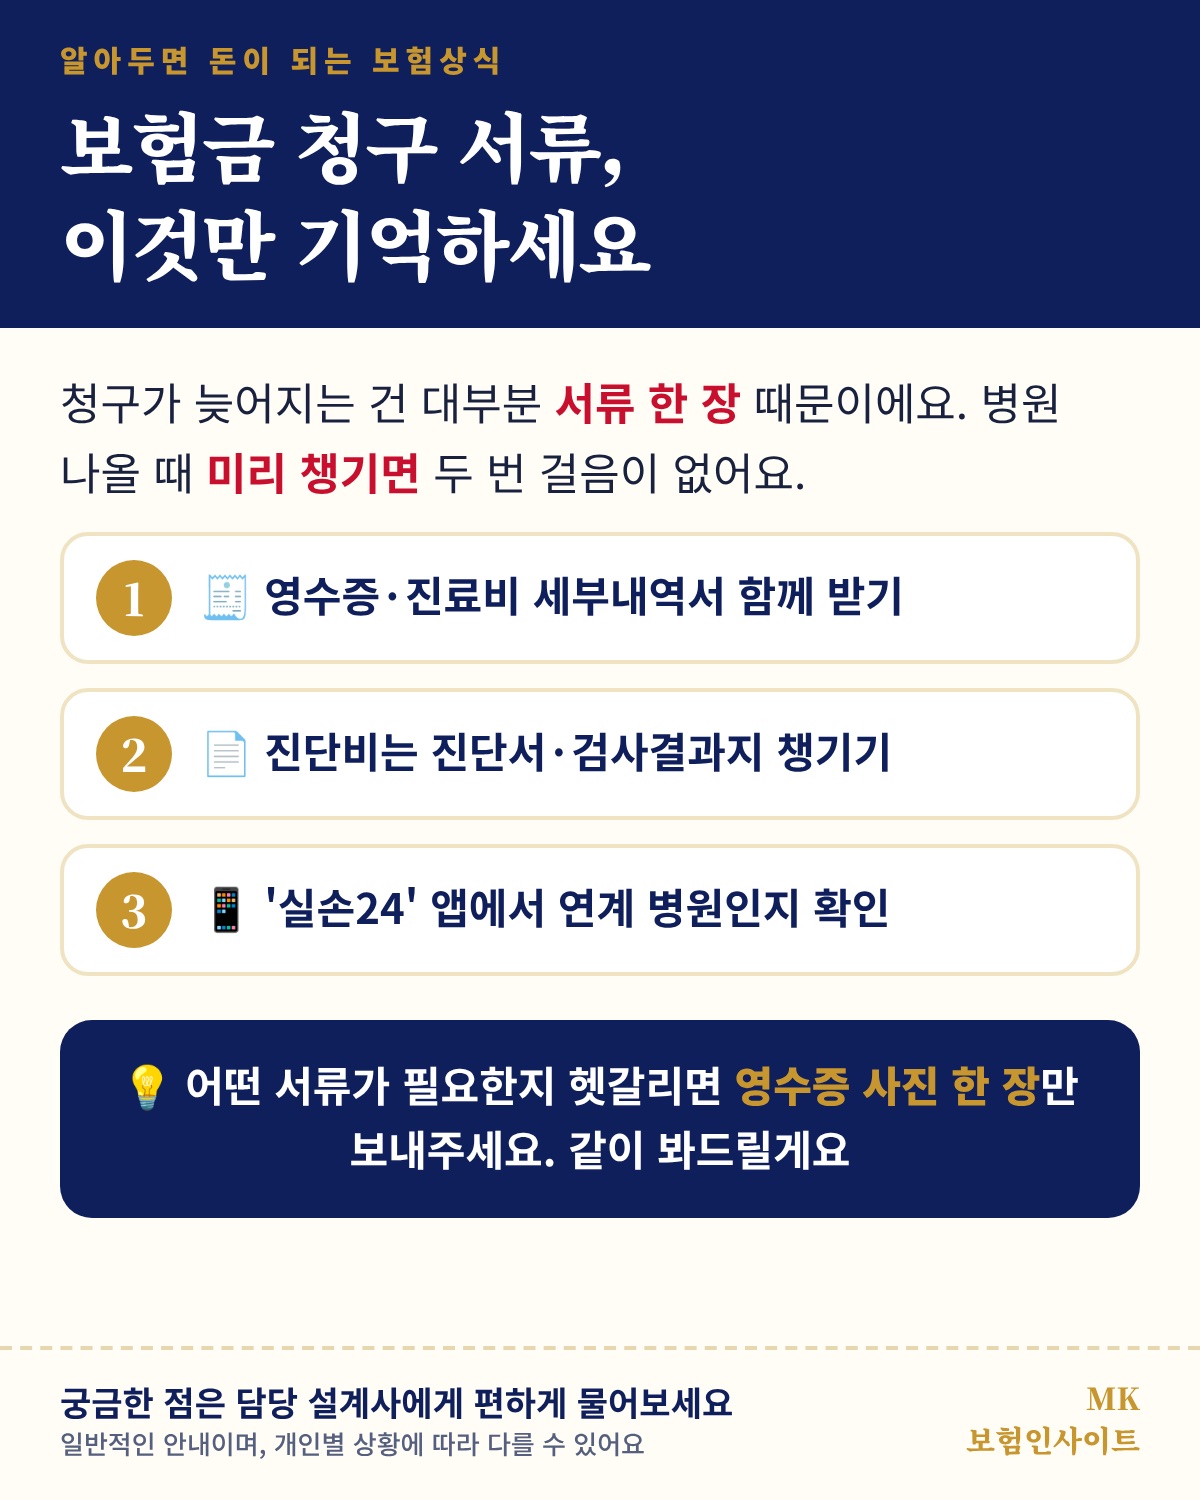 알아두면 돈이 되는 보험상식
보험금 청구 서류,
이것만 기억하세요
청구가 늦어지는 건 대부분 서류 한 장 때문이에요. 병원
나올 때 미리 챙기면 두 번 걸음이 없어요.
1 🧾 영수증·진료비 세부내역서 함께 받기
2 📄 진단비는 진단서·검사결과지 챙기기
3 📱 '실손24' 앱에서 연계 병원인지 확인
💡 어떤 서류가 필요한지 헷갈리면 영수증 사진 한 장만
보내주세요. 같이 봐드릴게요
궁금한 점은 담당 설계사에게 편하게 물어보세요
일반적인 안내이며, 개인별 상황에 따라 다를 수 있어요
MK
보험인사이트